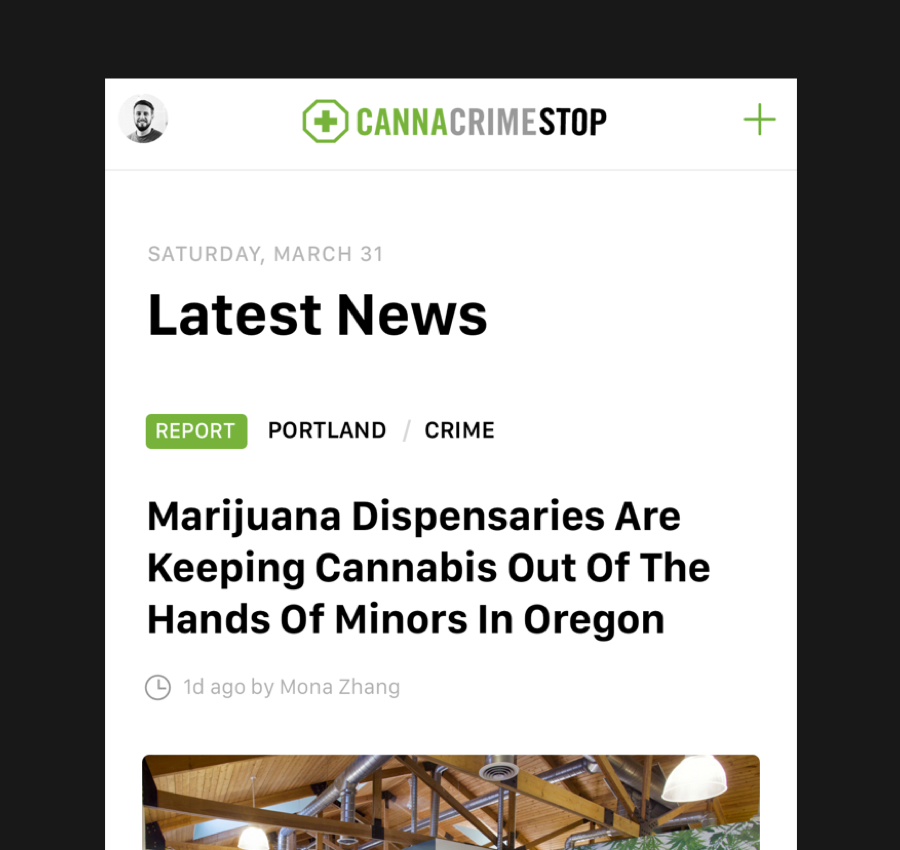 CANNACRIMESTOP
SATURDAY, MARCH 31
Latest News
REPORT PORTLAND / CRIME
Marijuana Dispensaries Are
Keeping Cannabis Out Of The
Hands Of Minors In Oregon
1d ago by Mona Zhang